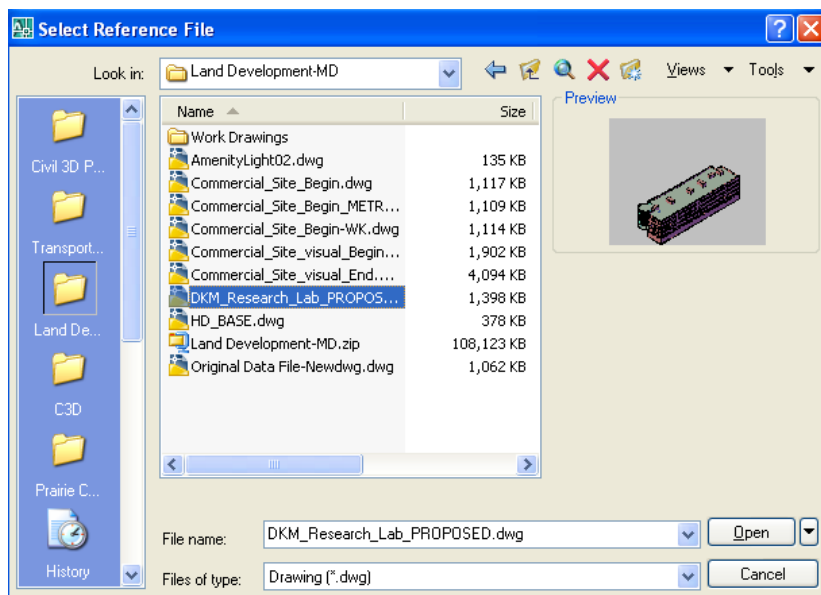 Select Reference File
Look in: Land Development-MD Views Tools
Name Size
Preview
Work Drawings
AmenityLight02.dwg 135 KB
Commercial_Site_Begin.dwg 1,117 KB
Commercial_Site_Begin_METR... 1,109 KB
Commercial_Site_Begin-WK.dwg 1,114 KB
Commercial_Site_visual_Begin... 1,902 KB
Commercial_Site_visual_End.... 4,094 KB
DKM_Research_Lab_PROPOS... 1,398 KB
HD_BASE.dwg 378 KB
Land Development-MD.zip 108,123 KB
Original Data File-Newdwg.dwg 1,062 KB
Civil 3D P...
Transport...
Land De...
C3D
Prairie C...
History
File name: DKM_Research_Lab_PROPOSED.dwg Open
Files of type: Drawing (*.dwg) Cancel